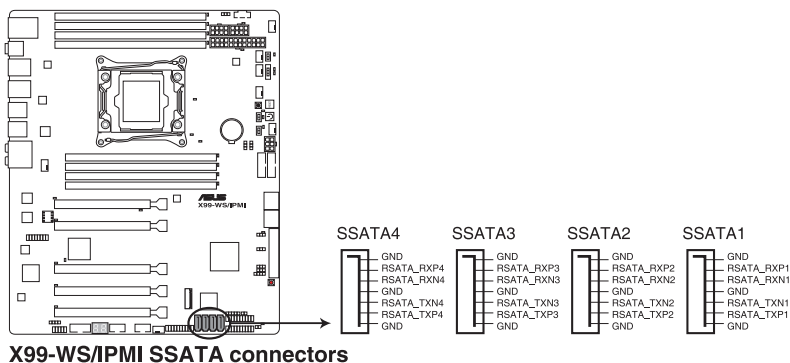 ASUS
X99-WS/IPMI
SSATA4
GND
RSATA_RXP4
RSATA_RXN4
GND
RSATA_TXN4
RSATA_TXP4
GND
SSATA3
GND
RSATA_RXP3
RSATA_RXN3
GND
RSATA_TXN3
RSATA_TXP3
GND
SSATA2
GND
RSATA_RXP2
RSATA_RXN2
GND
RSATA_TXN2
RSATA_TXP2
GND
SSATA1
GND
RSATA_RXP1
RSATA_RXN1
GND
RSATA_TXN1
RSATA_TXP1
GND
X99-WS/IPMI SSATA connectors